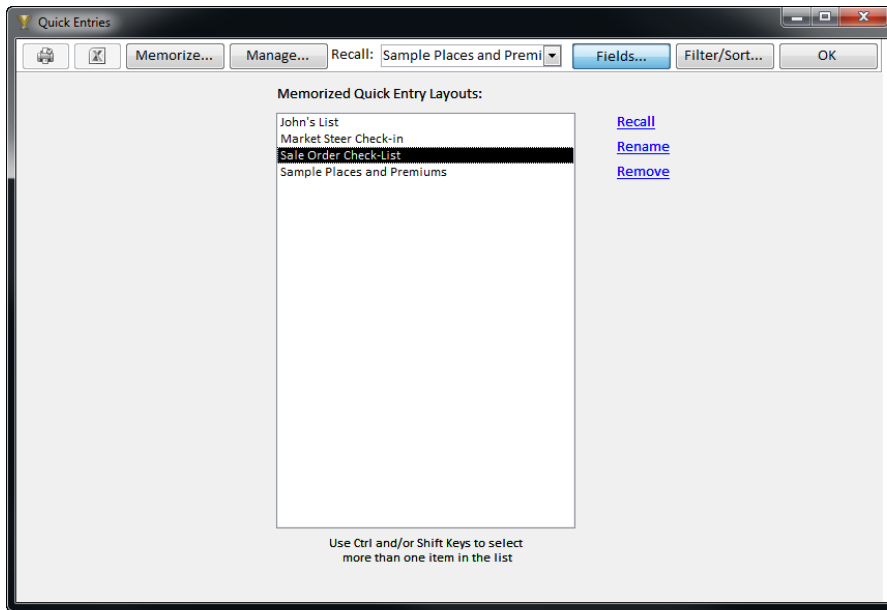 Quick Entries
Memorize... Manage... Recall: Sample Places and Premi Fields... Filter/Sort... OK
Memorized Quick Entry Layouts:
John's List
Market Steer Check-in
Sale Order Check-List
Sample Places and Premiums
Recall
Rename
Remove
Use Ctrl and/or Shift Keys to select
more than one item in the list